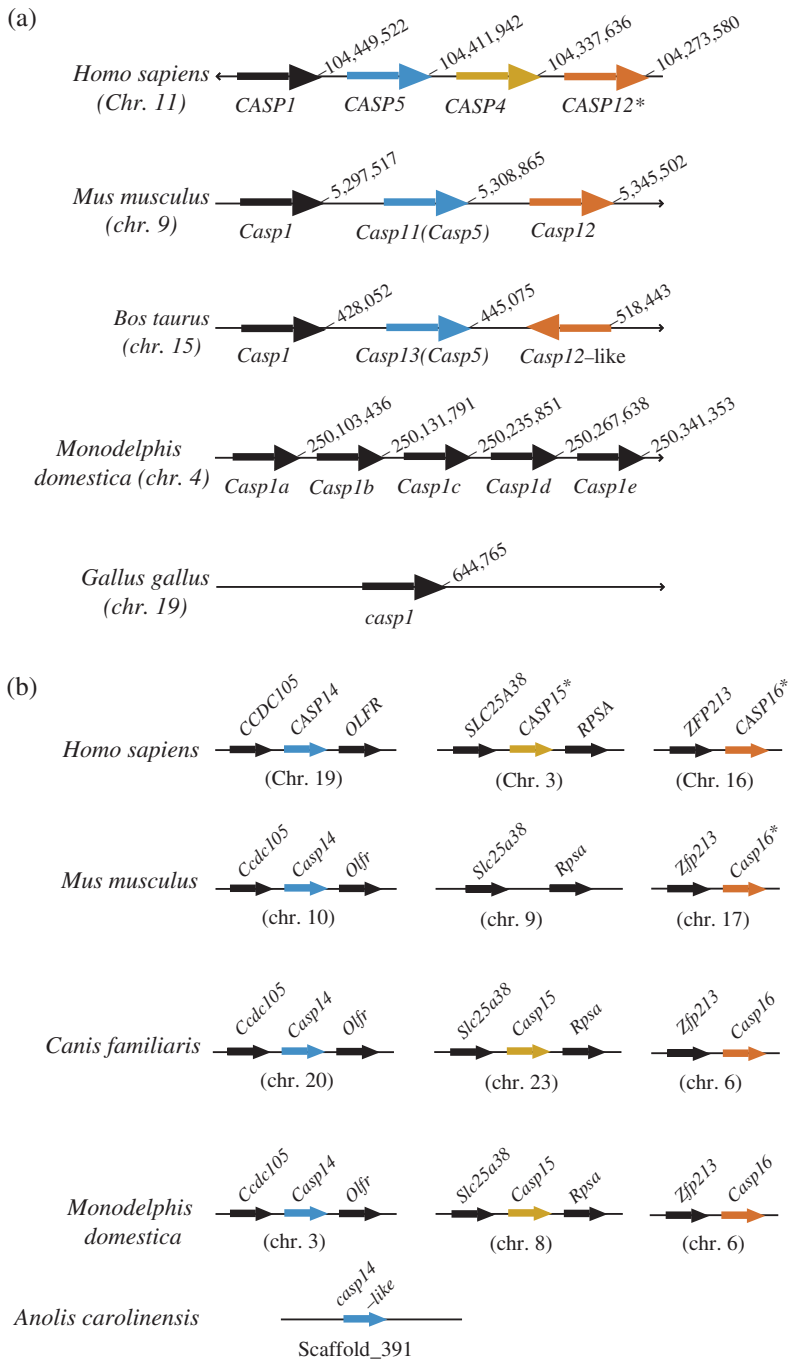 (a)
104,449,522 104,411,942 104,337,636 104,273,580
Homo sapiens
(Chr. 11)
CASP1 CASP5 CASP4 CASP12*
5,297,517 5,308,865 5,345,502
Mus musculus
(chr. 9)
Casp1 Casp11(Casp5) Casp12
428,052 445,075 518,443
Bos taurus
(chr. 15)
Casp1 Casp13(Casp5) Casp12–like
250,103,436 250,131,791 250,235,851 250,267,638 250,341,353
Monodelphis
domestica (chr. 4)
Casp1a Casp1b Casp1c Casp1d Casp1e
644,765
Gallus gallus
(chr. 19)
casp1
(b)
CCDC105 CASP14 OLFR SLC25A38 CASP15* RPSA ZFP213 CASP16*
Homo sapiens
(Chr. 19) (Chr. 3) (Chr. 16)
Ccdc105 Casp14 Olfr Slc25a38 Rpsa Zfp213 Casp16*
Mus musculus
(chr. 10) (chr. 9) (chr. 17)
Ccdc105 Casp14 Olfr Slc25a38 Casp15 Rpsa Zfp213 Casp16
Canis familiaris
(chr. 20) (chr. 23) (chr. 6)
Ccdc105 Casp14 Olfr Slc25a38 Casp15 Rpsa Zfp213 Casp16
Monodelphis
domestica
(chr. 3) (chr. 8) (chr. 6)
casp14
–like
Anolis carolinensis
Scaffold_391